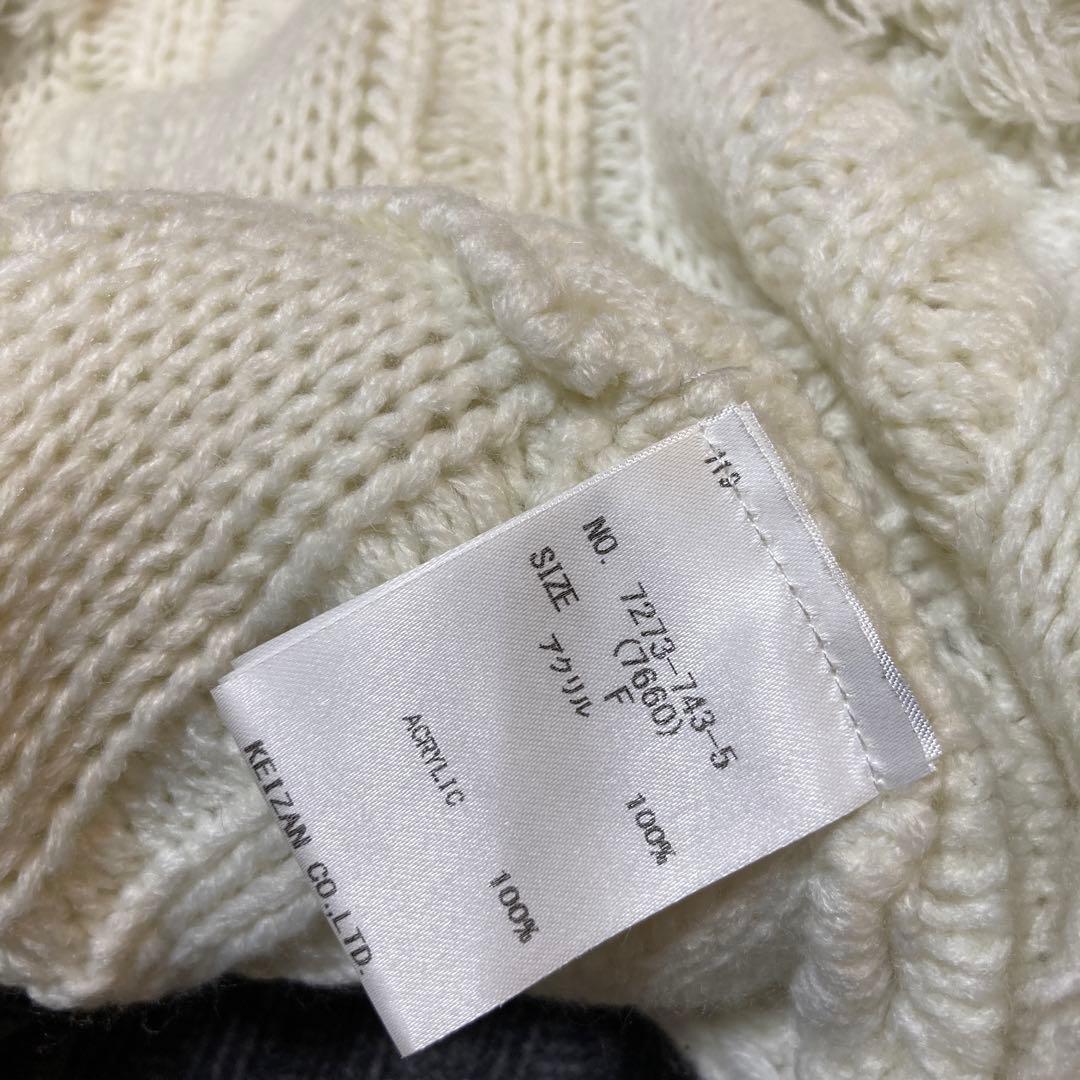 NO. 7273-743-5
(7660)
SIZE F
アクリル 100%
ACRYLIC 100%
KEIZAN CO.,LTD.